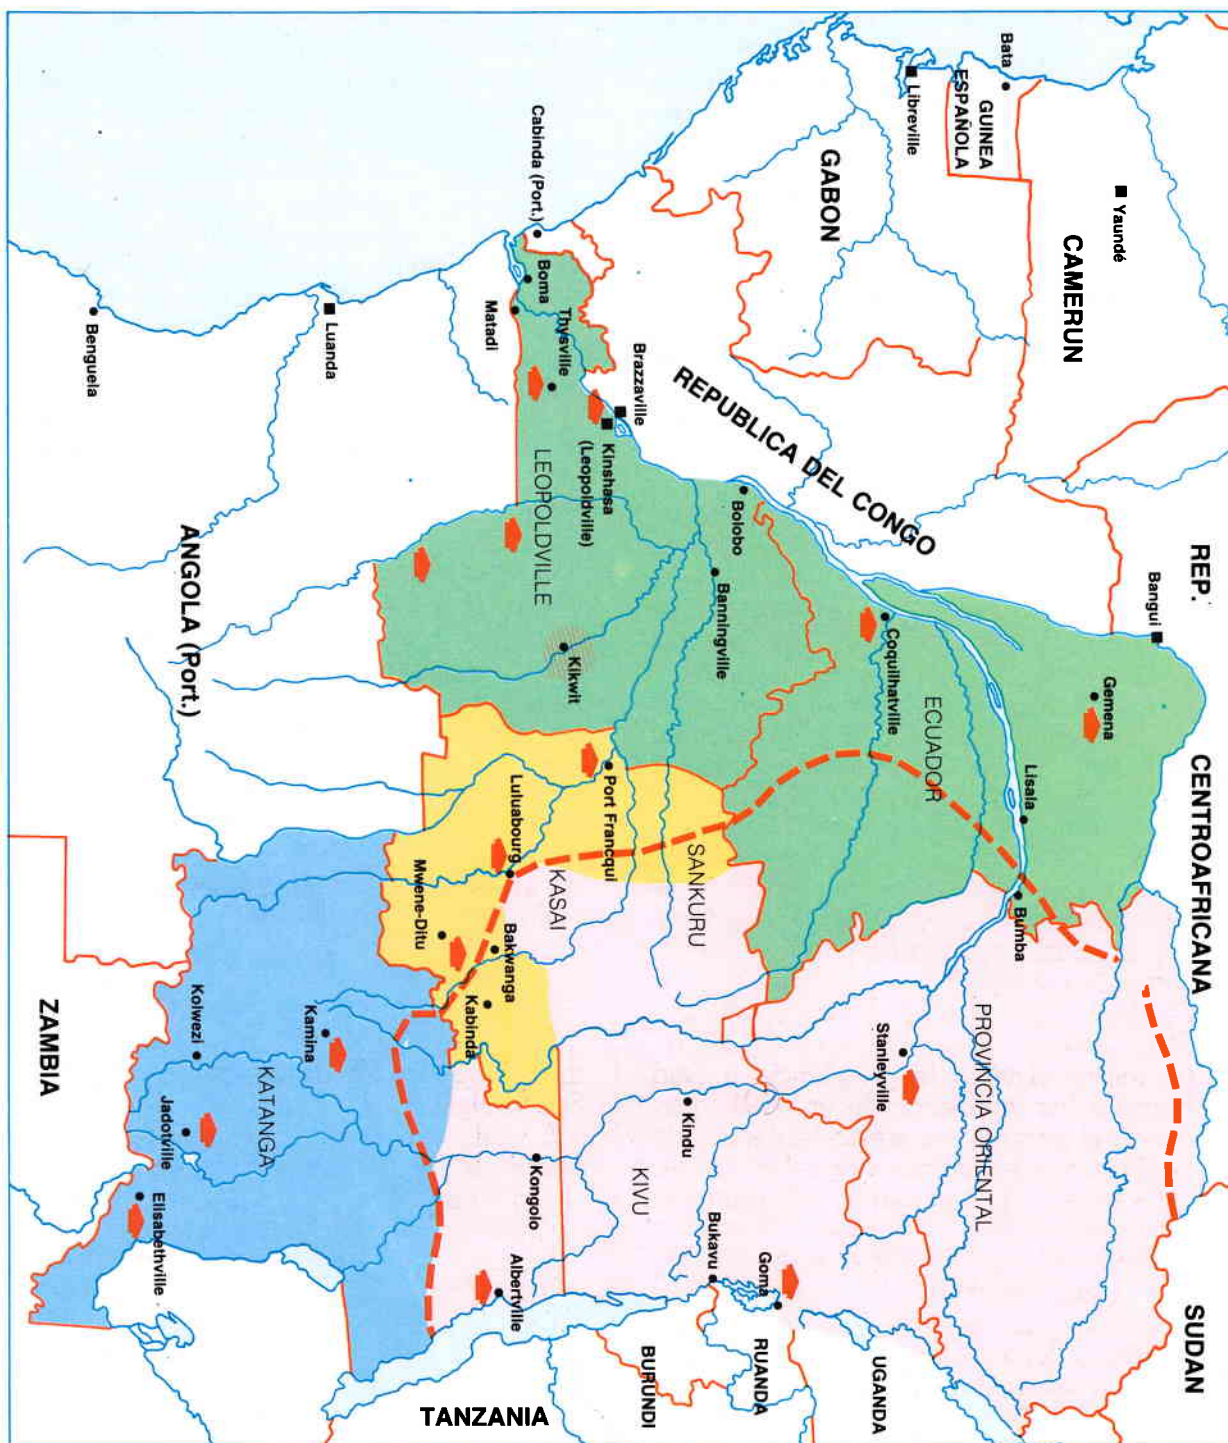 Bata
GUINEA
ESPAÑOLA
Libreville
Yaundé
CAMERUN
GABON
REP.
CENTROAFRICANA
Bangui
SUDAN
REPUBLICA DEL CONGO
Brazzaville
Cabinda (Port.)
Boma
Matadi
Thysville
Kinshasa
(Leopoldville)
LEOPOLDVILLE
Bolobo
Banningville
Kikwit
Coquilhatville
ECUADOR
Gemena
Lisala
Bumba
PROVINCIA ORIENTAL
Stanleyville
Port Francqui
SANKURU
Luluabourg
KASAI
Mwene-Ditu
Bakwanga
Kabinda
Kindu
KIVU
Bukavu
Goma
Kongolo
Albertville
Kamina
KATANGA
Kolwezi
Jadotville
Elisabethville
Luanda
Benguela
ANGOLA (Port.)
ZAMBIA
UGANDA
RUANDA
BURUNDI
TANZANIA